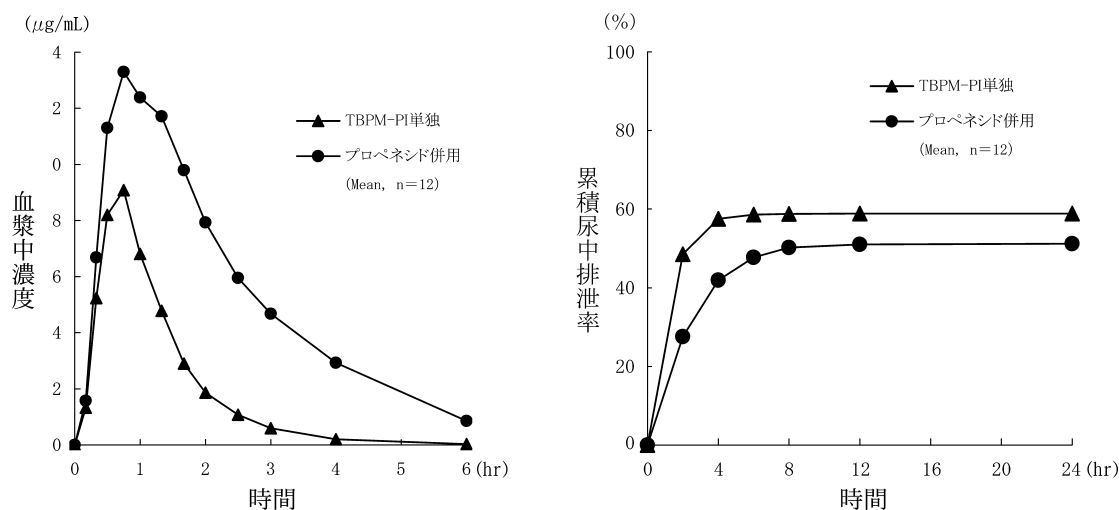 (μg/mL)
4
2
0
8
6
4
2
0
血漿中濃度
TBPM-PI単独
プロペネシド併用
(Mean, n=12)
0 1 2 3 4 5 6 (hr)
時間
(%)
100
80
60
40
20
0
累積尿中排泄率
TBPM-PI単独
プロペネシド併用
(Mean, n=12)
0 4 8 12 16 20 24 (hr)
時間